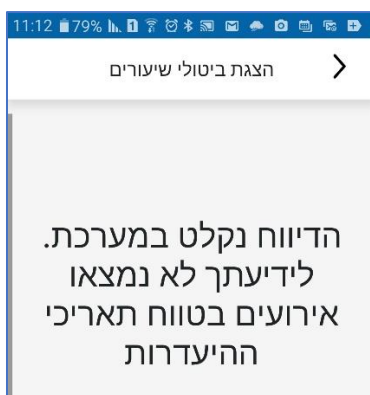 11:12 79%
הצגת ביטולי שיעורים
הדיווח נקלט במערכת.
לידיעתך לא נמצאו
אירועים בטווח תאריכי
ההיעדרות